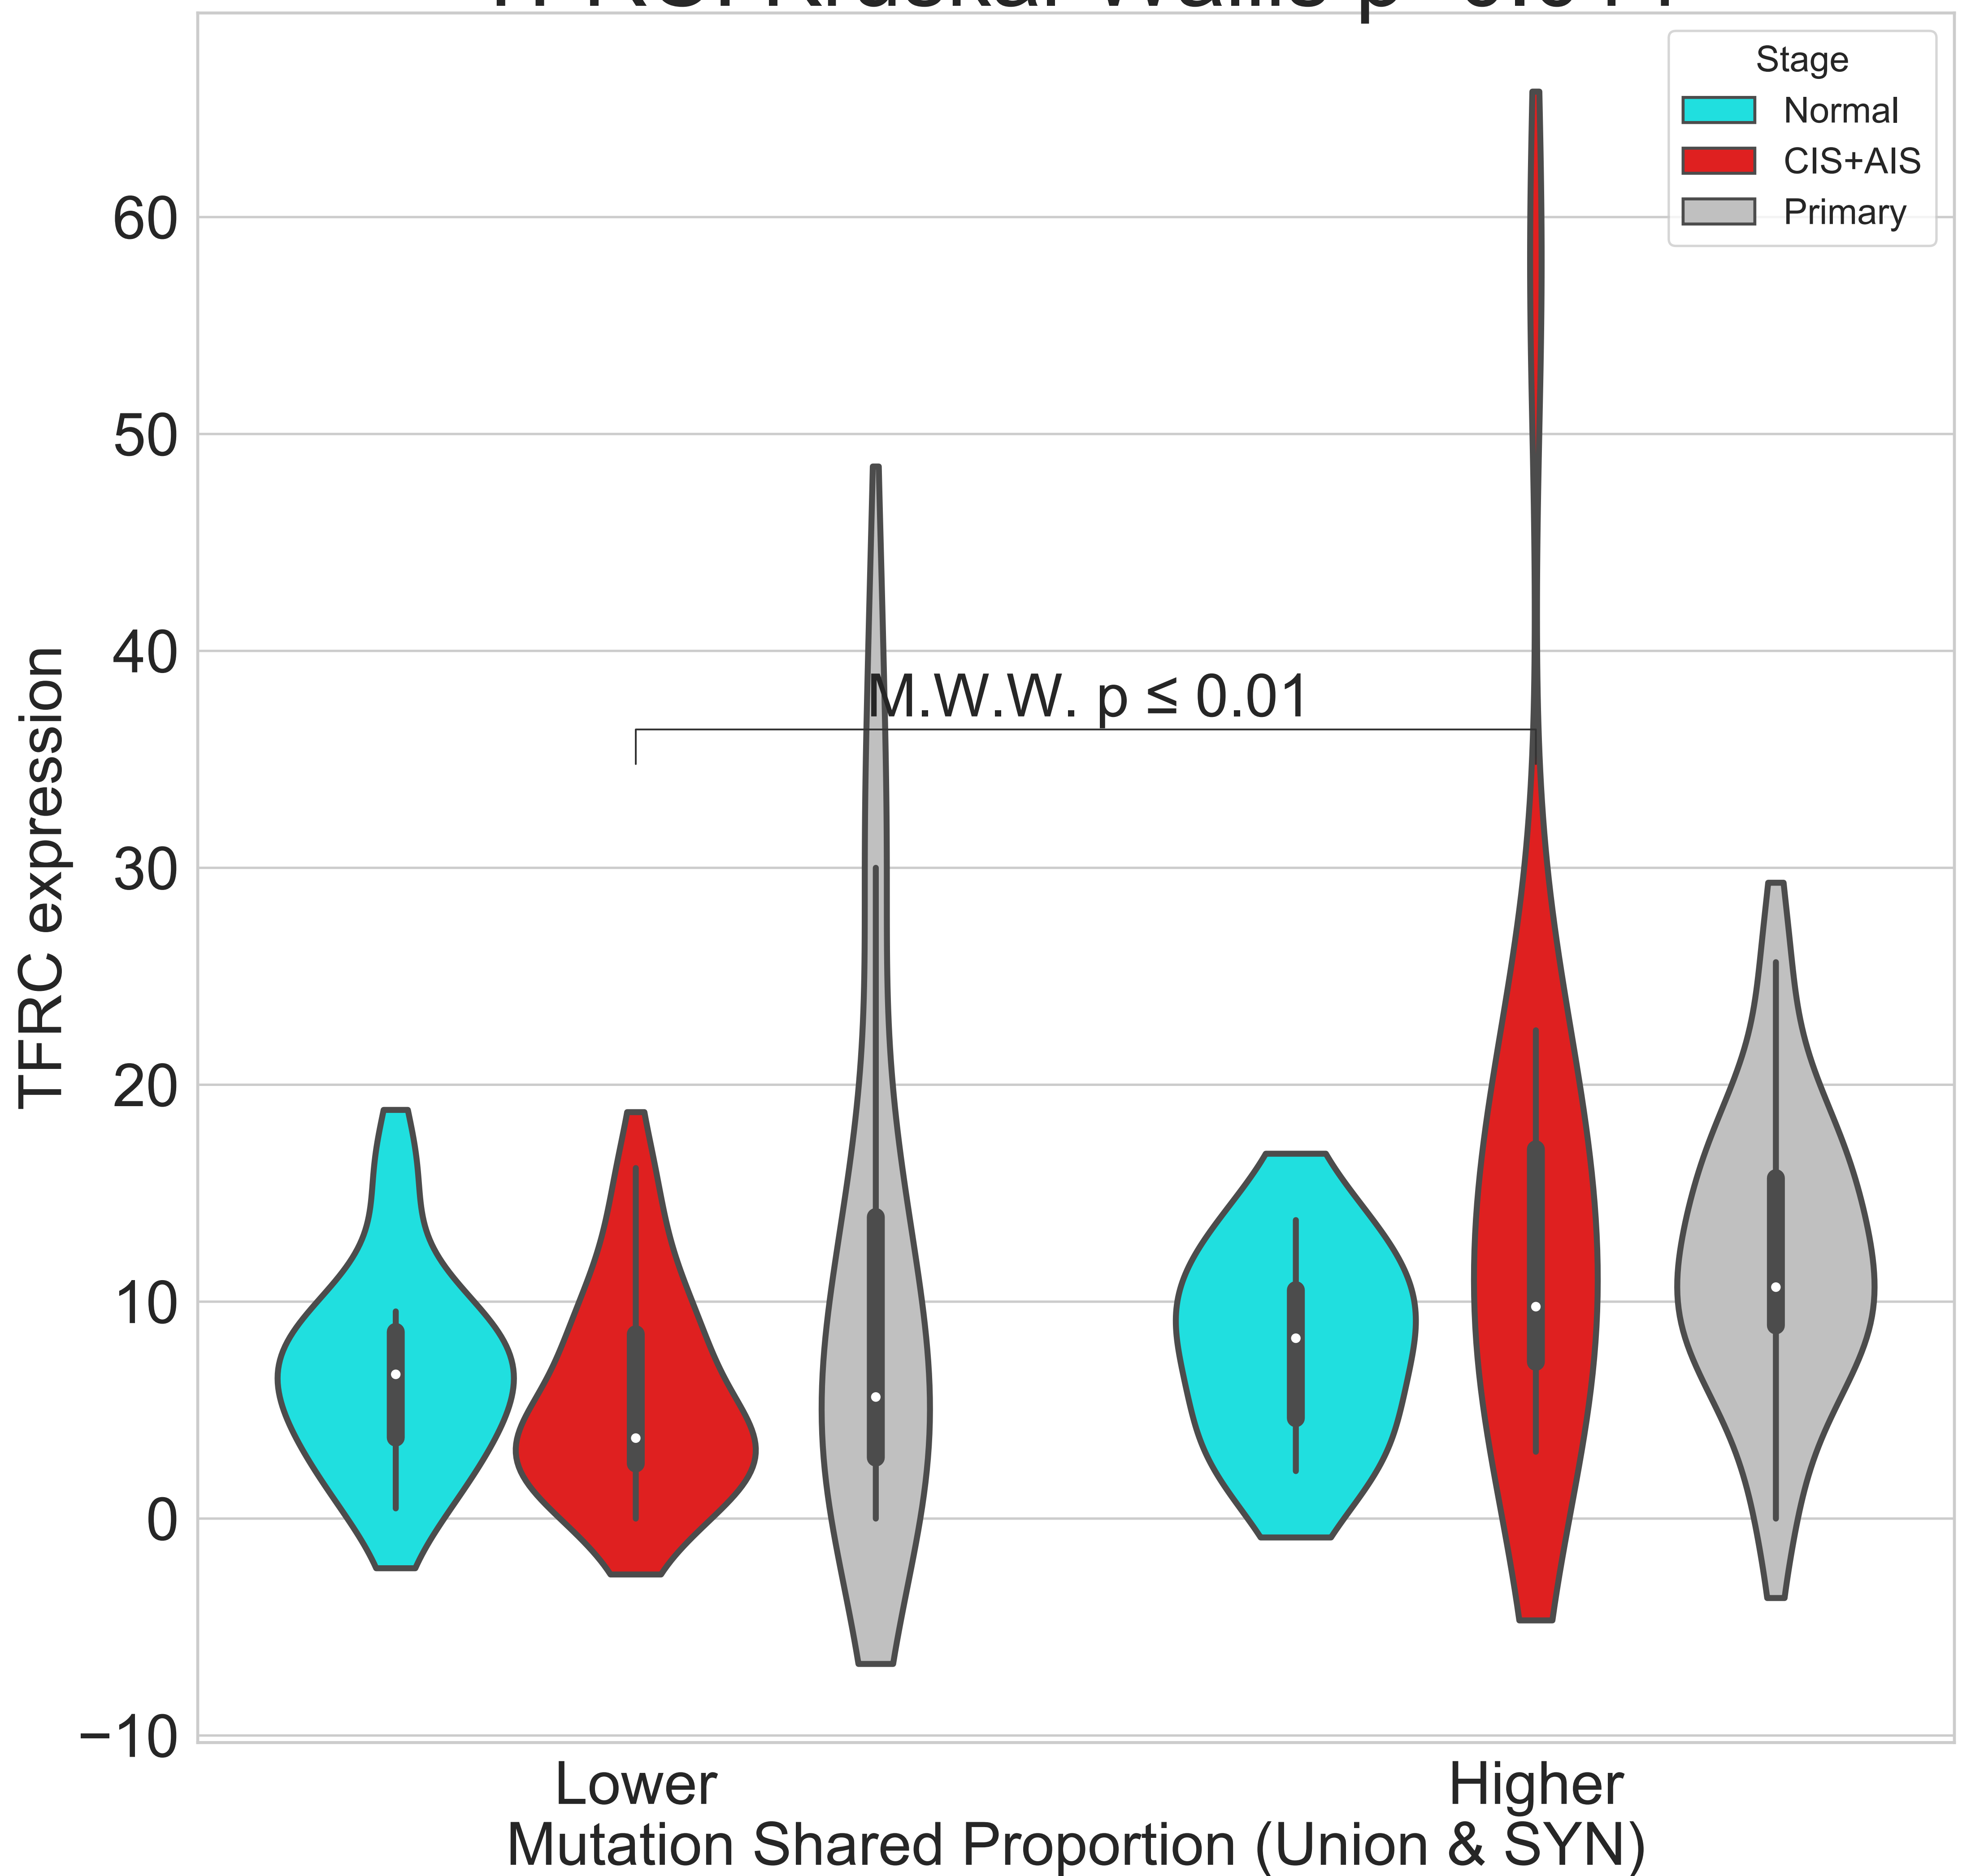 Stage
Normal
CIS+AIS
Primary
60
50
40
30
20
10
0
−10
TFRC expression
M.W.W. p ≤ 0.01
Lower
Higher
Mutation Shared Proportion (Union & SYN)